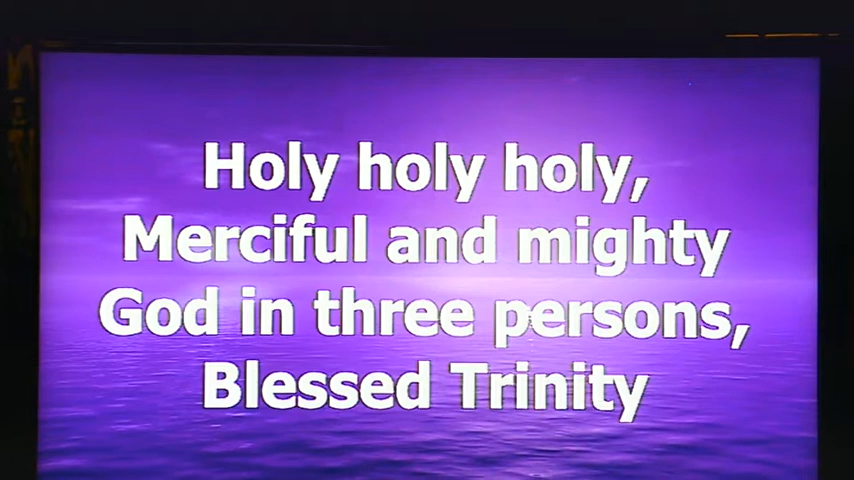 Holy holy holy,
Merciful and mighty
God in three persons,
Blessed Trinity